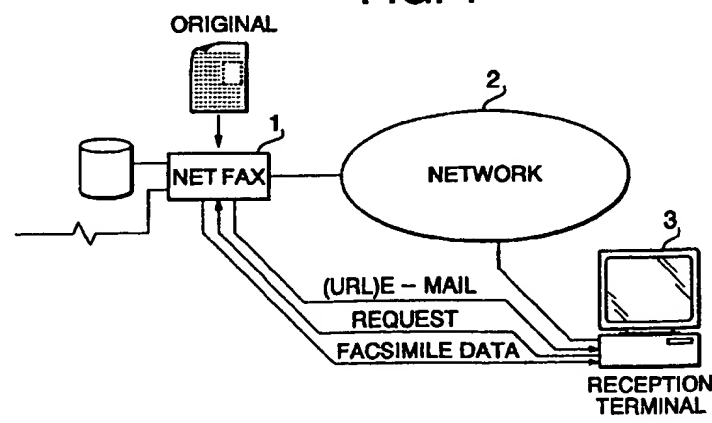 ORIGINAL
1
2
NET FAX
NETWORK
3
(URL)E – MAIL
REQUEST
FACSIMILE DATA
RECEPTION
TERMINAL